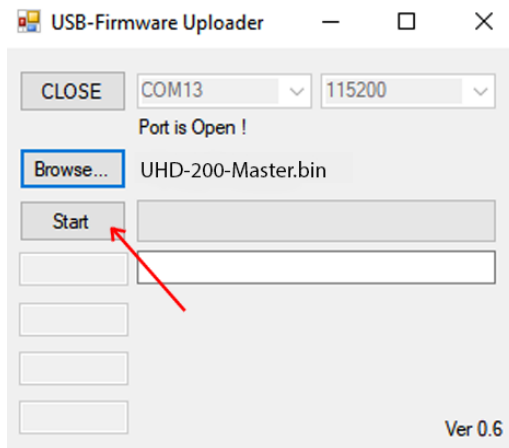 USB-Firmware Uploader
CLOSE COM13 115200
Port is Open !
Browse... UHD-200-Master.bin
Start
Ver 0.6